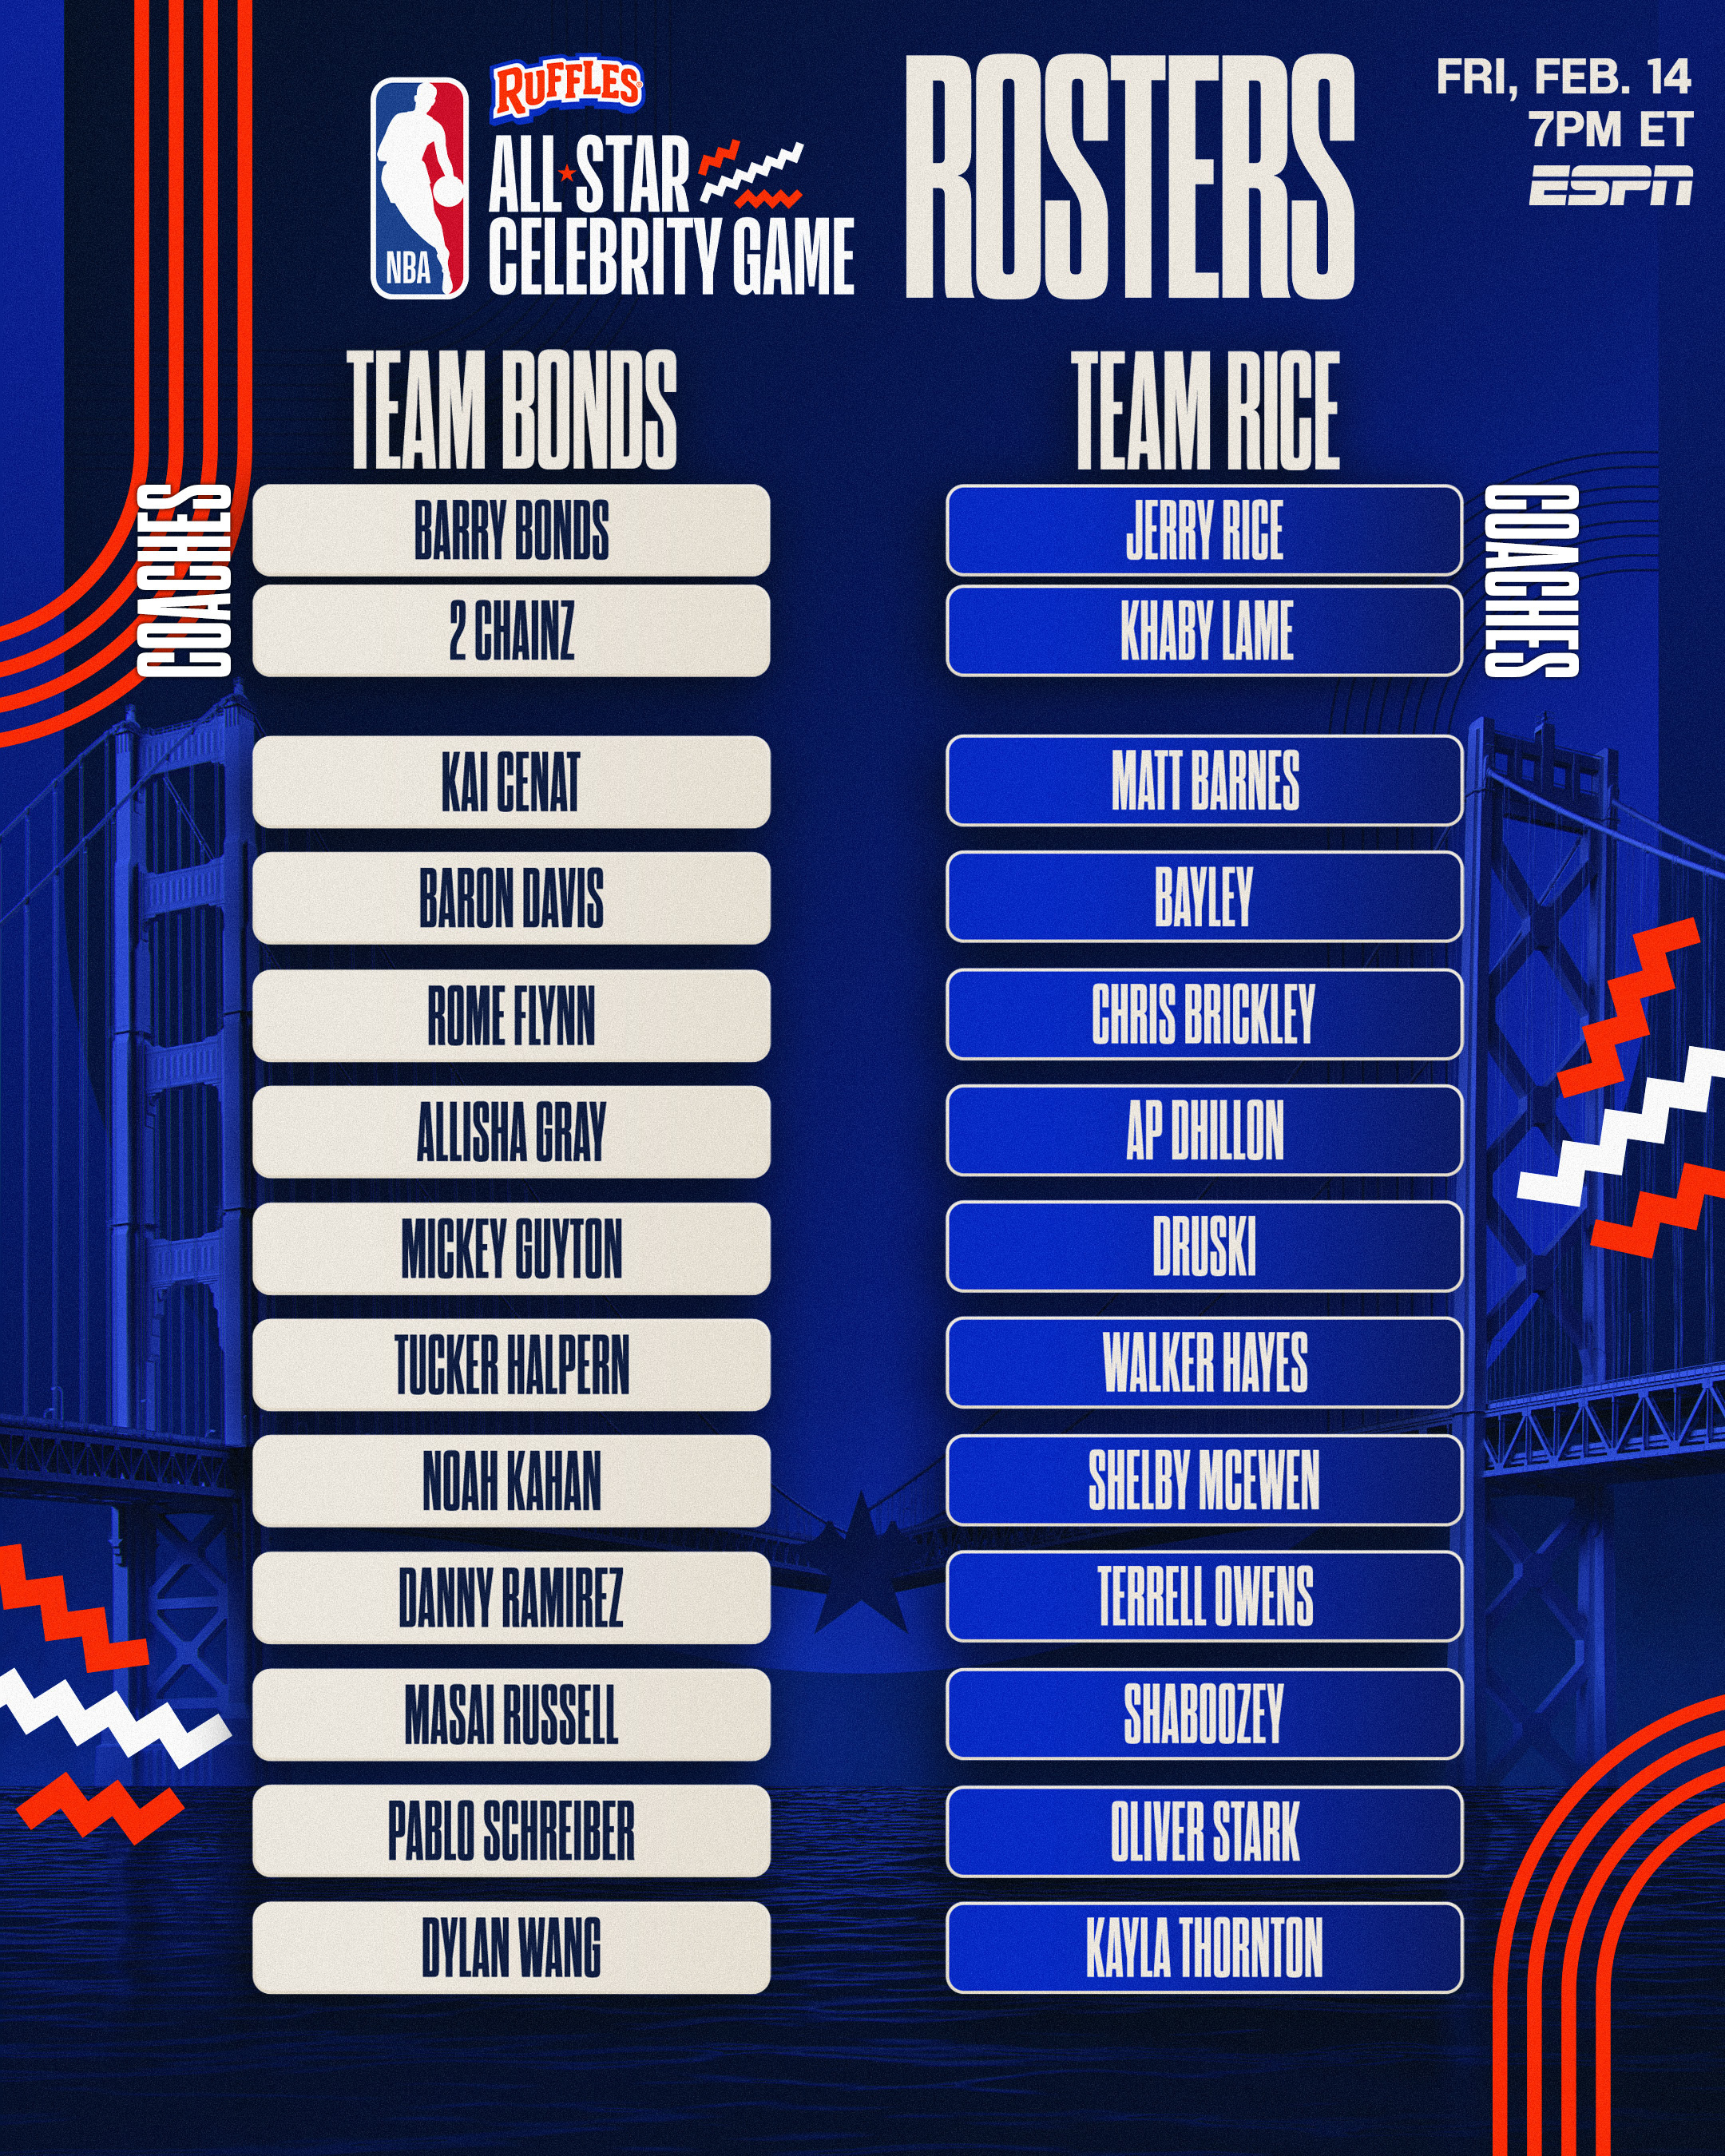 RUFFLES
ALL★STAR
CELEBRITY GAME
NBA
ROSTERS
FRI, FEB. 14
7PM ET
ESPN
TEAM BONDS
COACHES
BARRY BONDS
2 CHAINZ
KAI CENAT
BARON DAVIS
ROME FLYNN
ALLISHA GRAY
MICKEY GUYTON
TUCKER HALPERN
NOAH KAHAN
DANNY RAMIREZ
MASAI RUSSELL
PABLO SCHREIBER
DYLAN WANG
TEAM RICE
COACHES
JERRY RICE
KHABY LAME
MATT BARNES
BAYLEY
CHRIS BRICKLEY
AP DHILLON
DRUSKI
WALKER HAYES
SHELBY MCEWEN
TERRELL OWENS
SHABOOZEY
OLIVER STARK
KAYLA THORNTON